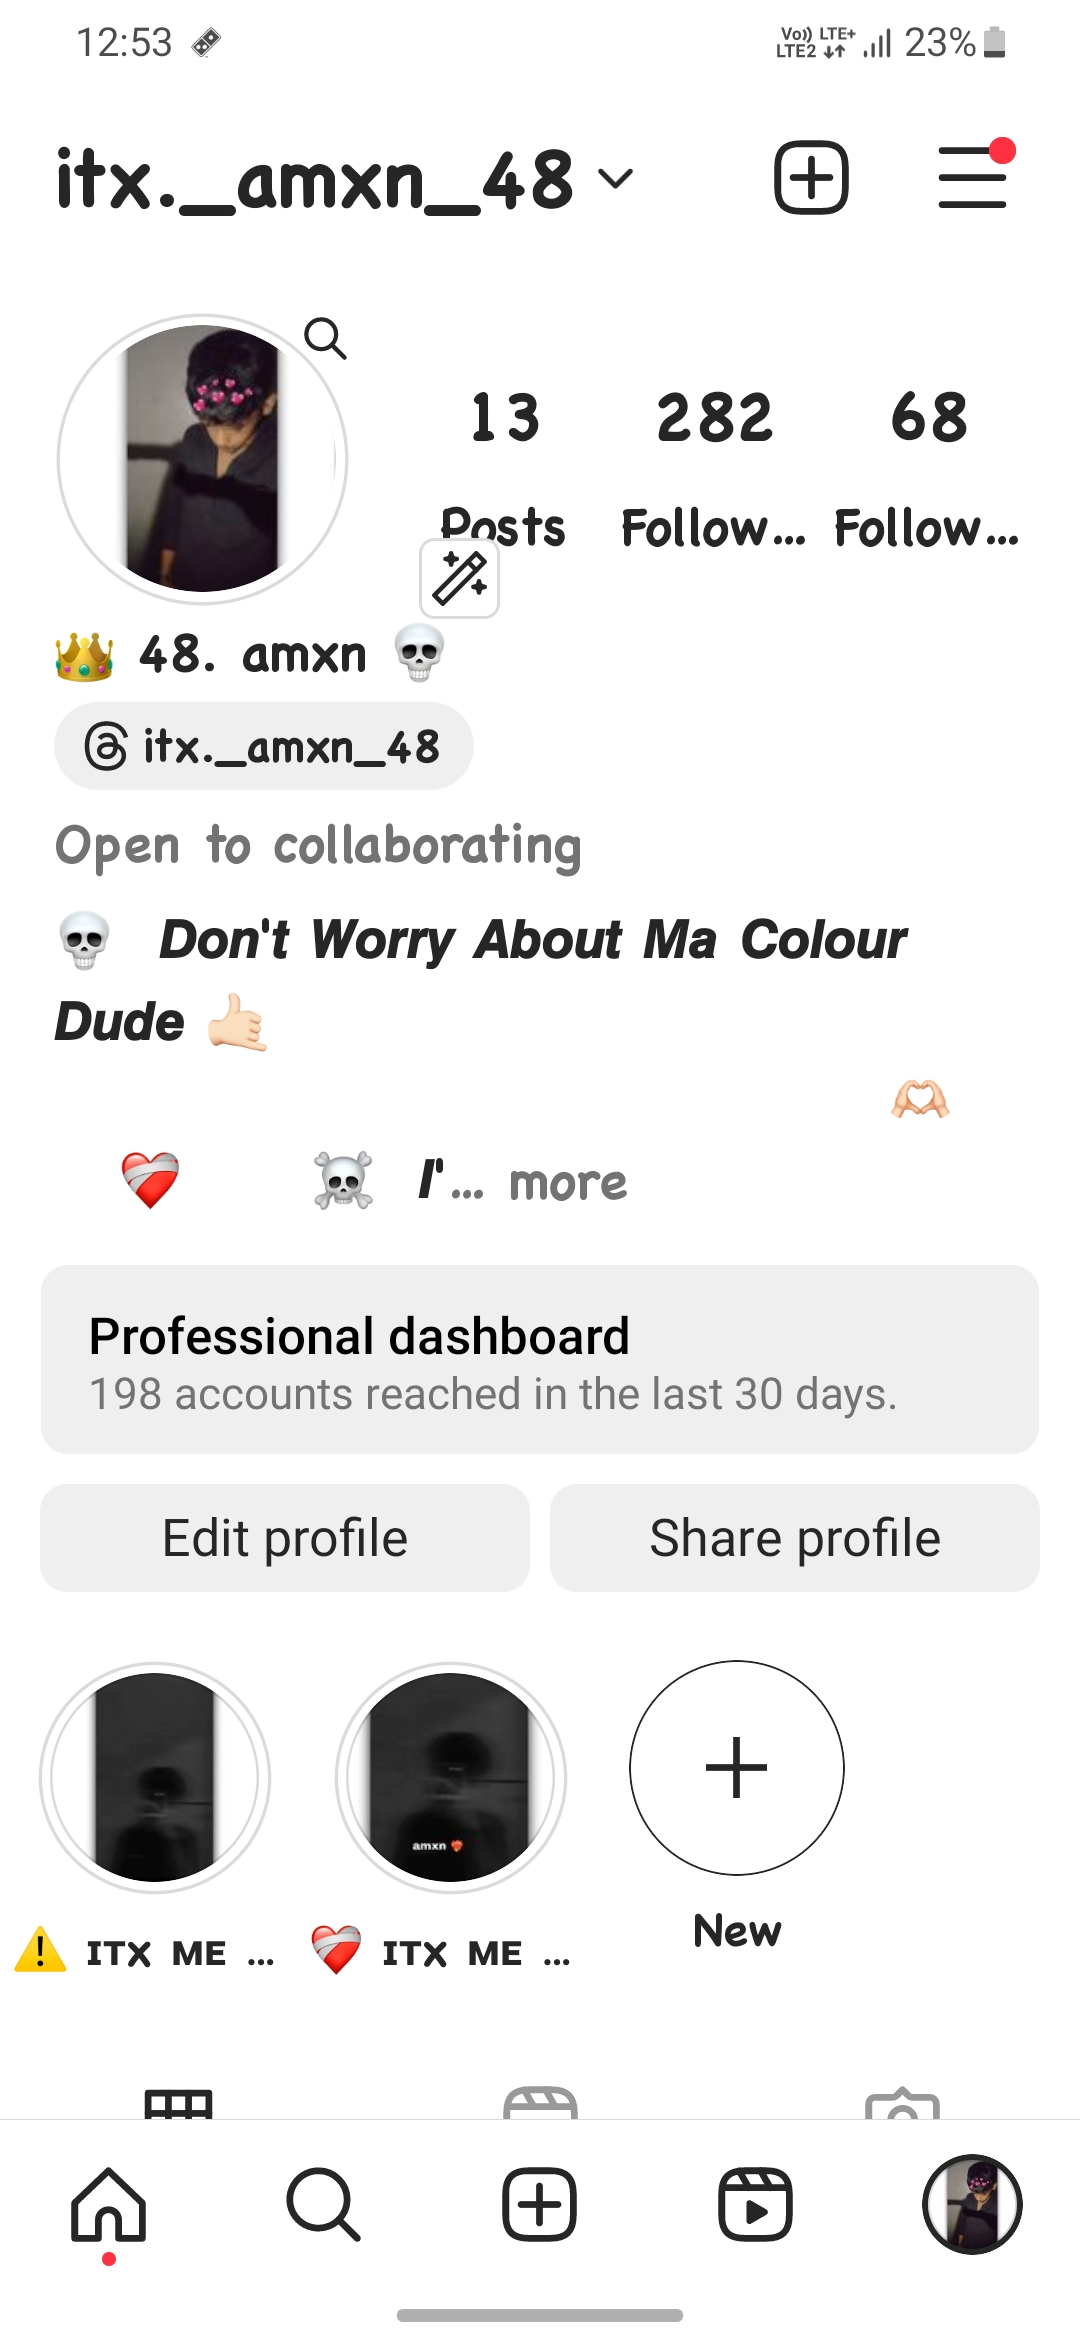 12:53 Vo)) LTE+ LTE2 23%
itx._amxn_48
13 282 68
Posts Follow... Follow...
👑 48. amxn 💀
itx._amxn_48
Open to collaborating
💀 Don't Worry About Ma Colour
Dude 🤙🏻
🫶🏻
❤️‍🩹 ☠️ I'... more
Professional dashboard
198 accounts reached in the last 30 days.
Edit profile Share profile
amxn ❤️‍🩹
⚠️ ITX ME ... ❤️‍🩹 ITX ME ... New